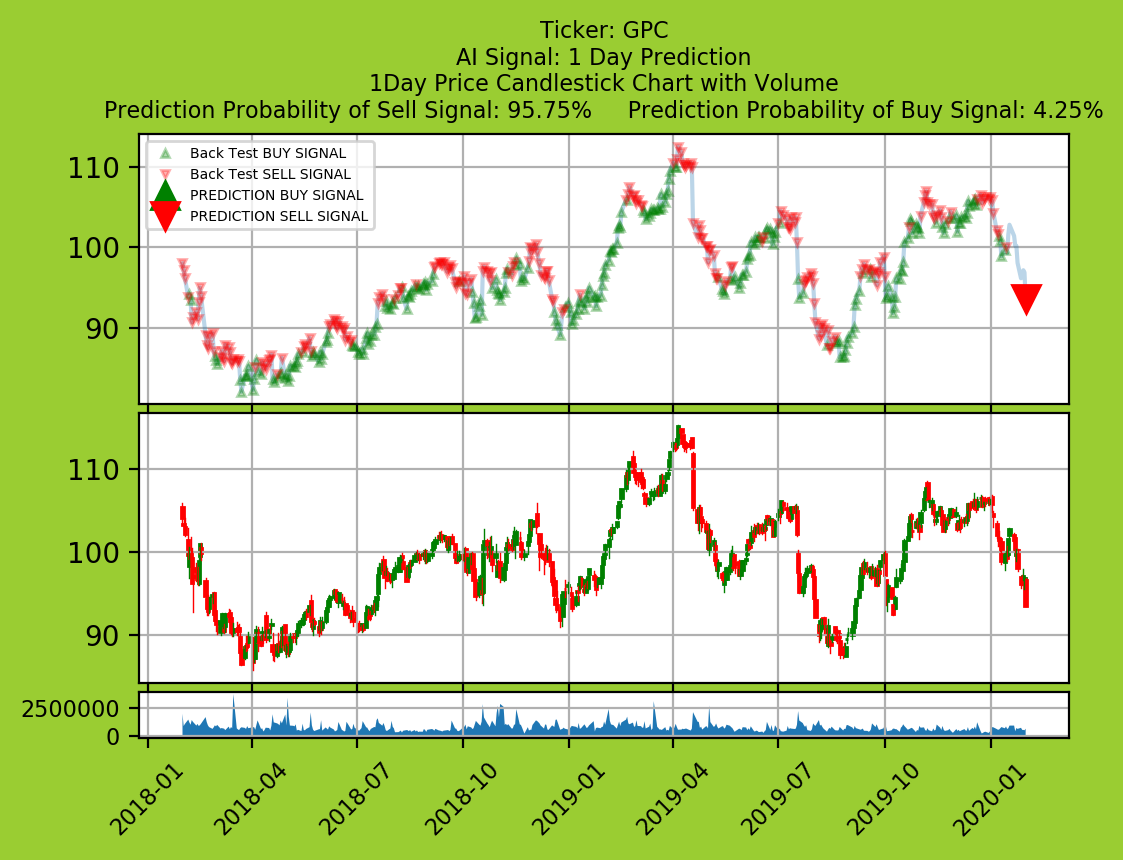 Ticker: GPC
AI Signal: 1 Day Prediction
1Day Price Candlestick Chart with Volume
Prediction Probability of Sell Signal: 95.75%     Prediction Probability of Buy Signal: 4.25%
Back Test BUY SIGNAL
Back Test SELL SIGNAL
PREDICTION BUY SIGNAL
PREDICTION SELL SIGNAL
110
100
90
110
100
90
2500000
0
2018-01
2018-04
2018-07
2018-10
2019-01
2019-04
2019-07
2019-10
2020-01